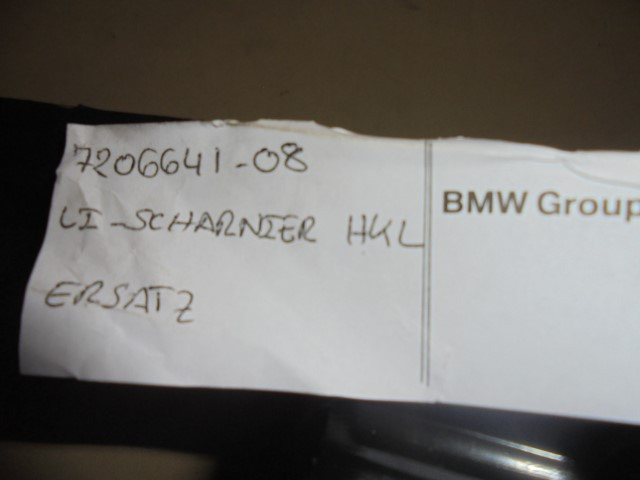 7206641-08
LI-SCHARNIER HKL
ERSATZ
BMW Group